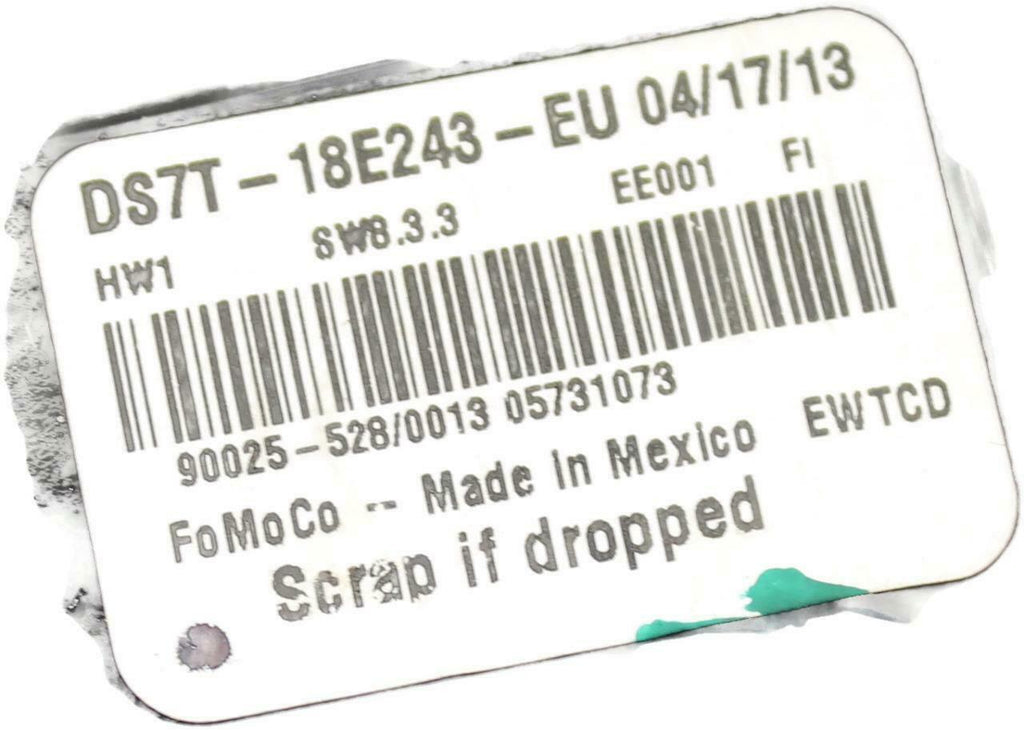 DS7T-18E243-EU 04/17/13
HW1 SW8.3.3 EE001 FI
90025-528/0013 05731073
FoMoCo -- Made in Mexico EWTCD
Scrap if dropped